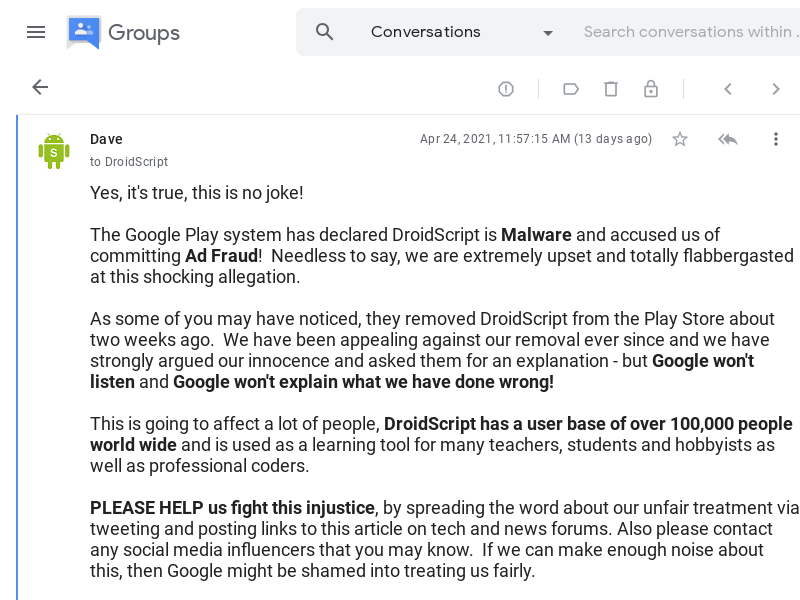 Groups
Conversations
Search conversations within .
Dave
Apr 24, 2021, 11:57:15 AM (13 days ago)
to DroidScript
S
Yes, it's true, this is no joke!
The Google Play system has declared DroidScript is Malware and accused us of
committing Ad Fraud!  Needless to say, we are extremely upset and totally flabbergasted
at this shocking allegation.
As some of you may have noticed, they removed DroidScript from the Play Store about
two weeks ago.  We have been appealing against our removal ever since and we have
strongly argued our innocence and asked them for an explanation - but Google won't
listen and Google won't explain what we have done wrong!
This is going to affect a lot of people, DroidScript has a user base of over 100,000 people
world wide and is used as a learning tool for many teachers, students and hobbyists as
well as professional coders.
PLEASE HELP us fight this injustice, by spreading the word about our unfair treatment via
tweeting and posting links to this article on tech and news forums. Also please contact
any social media influencers that you may know.  If we can make enough noise about
this, then Google might be shamed into treating us fairly.